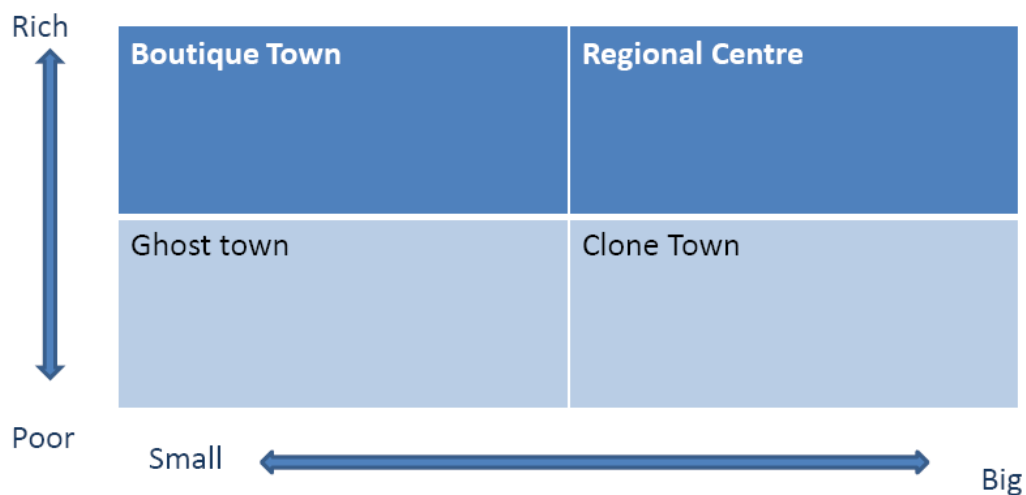 Rich
Boutique Town
Regional Centre
Ghost town
Clone Town
Poor
Small
Big